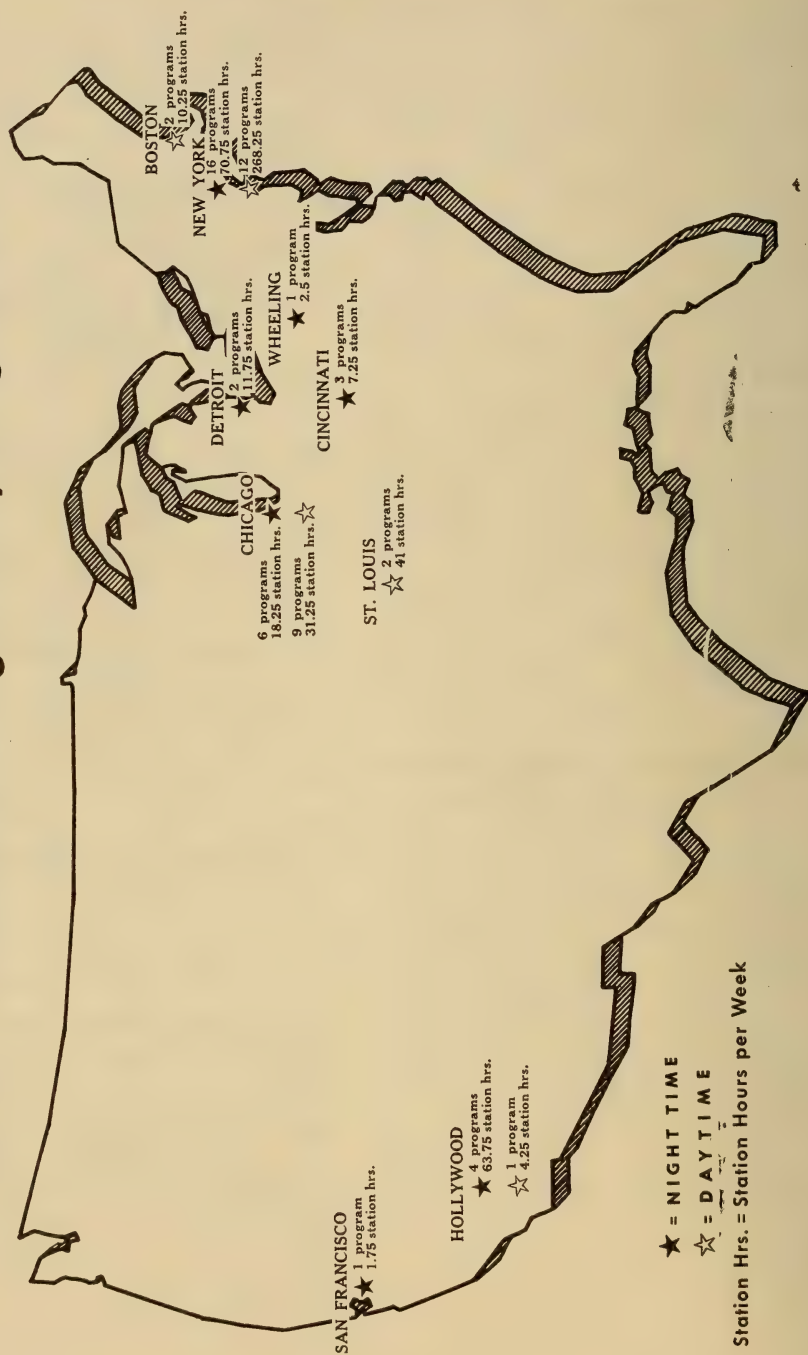 SAN FRANCISCO
★ 1 program
1.75 station hrs.
HOLLYWOOD
★ 4 programs
63.75 station hrs.
☆ 1 program
4.25 station hrs.
CHICAGO
6 programs
18.25 station hrs. ★
9 programs
31.25 station hrs. ☆
ST. LOUIS
☆ 2 programs
41 station hrs.
DETROIT
★ 2 programs
11.75 station hrs.
CINCINNATI
★ 3 programs
7.25 station hrs.
WHEELING
★ 1 program
2.5 station hrs.
BOSTON
☆ 2 programs
10.25 station hrs.
NEW YORK
★ 16 programs
70.75 station hrs.
☆ 12 programs
268.25 station hrs.
★ = NIGHT TIME
☆ = DAYTIME
Station Hrs. = Station Hours per Week